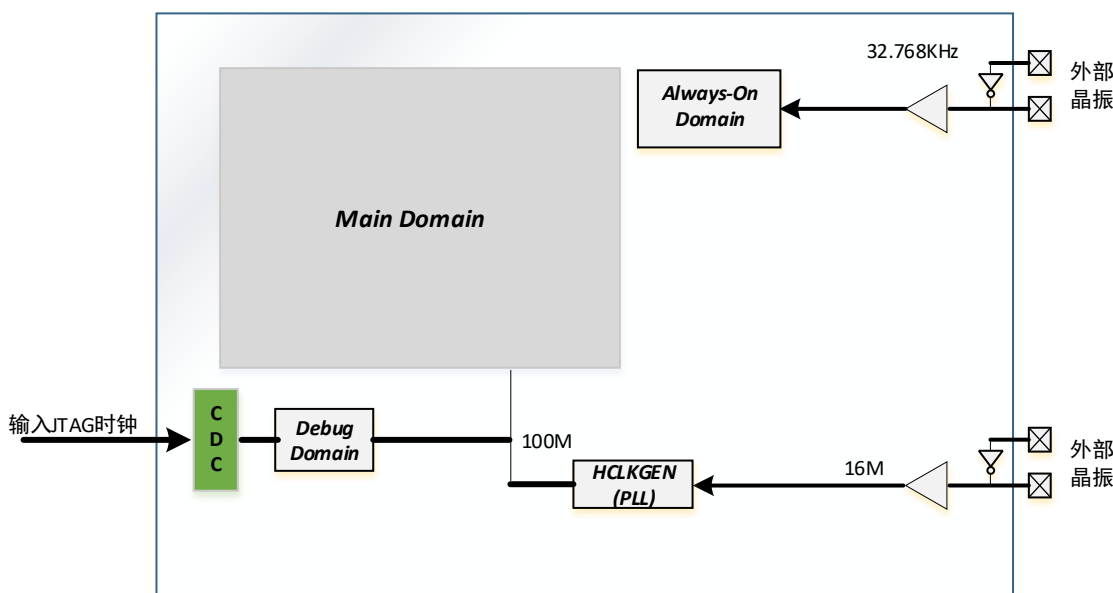 32.768KHz
外部
晶振
Always-On
Domain
Main Domain
输入JTAG时钟
C
D
C
Debug
Domain
100M
HCLKGEN
(PLL)
16M
外部
晶振